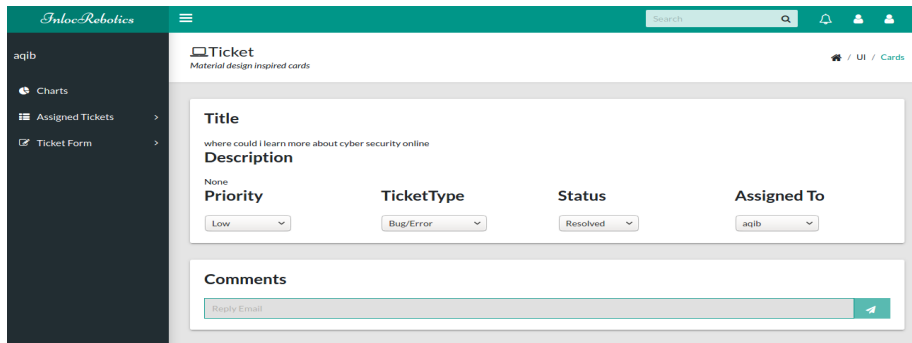 InlocRobotics
Search
aqib
Ticket
Material design inspired cards
/ UI / Cards
Charts
Assigned Tickets
Ticket Form
Title
where could i learn more about cyber security online
Description
None
Priority TicketType Status Assigned To
Low Bug/Error Resolved aqib
Comments
Reply Email